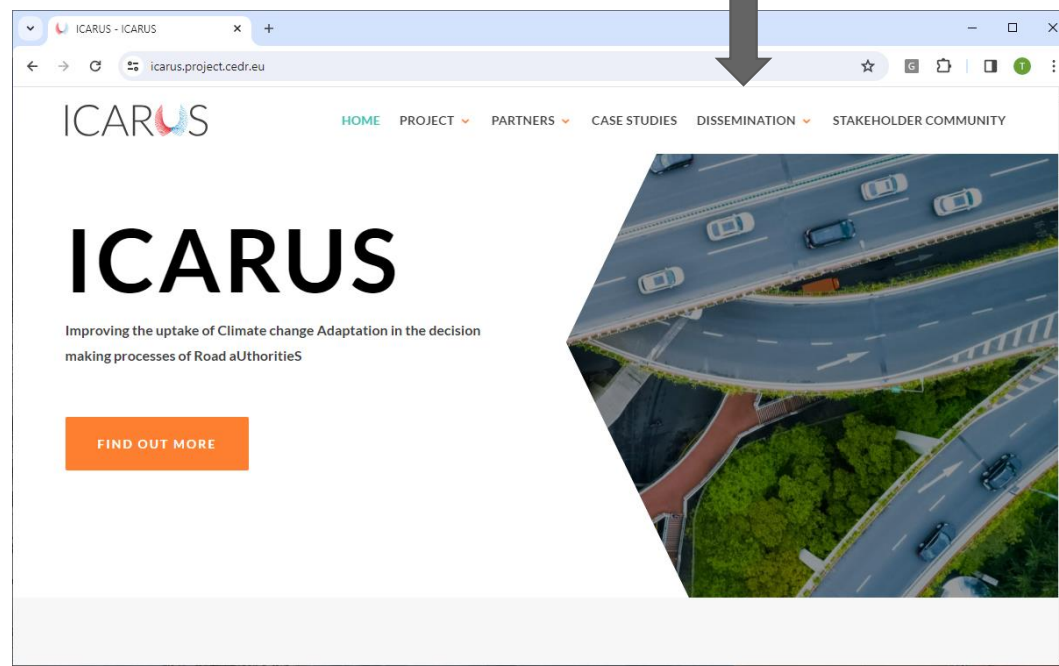 ICARUS - ICARUS
icarus.project.cedr.eu
G
T
ICARUS
HOME PROJECT PARTNERS CASE STUDIES DISSEMINATION STAKEHOLDER COMMUNITY
ICARUS
Improving the uptake of Climate change Adaptation in the decision
making processes of Road aUthoritieS
FIND OUT MORE